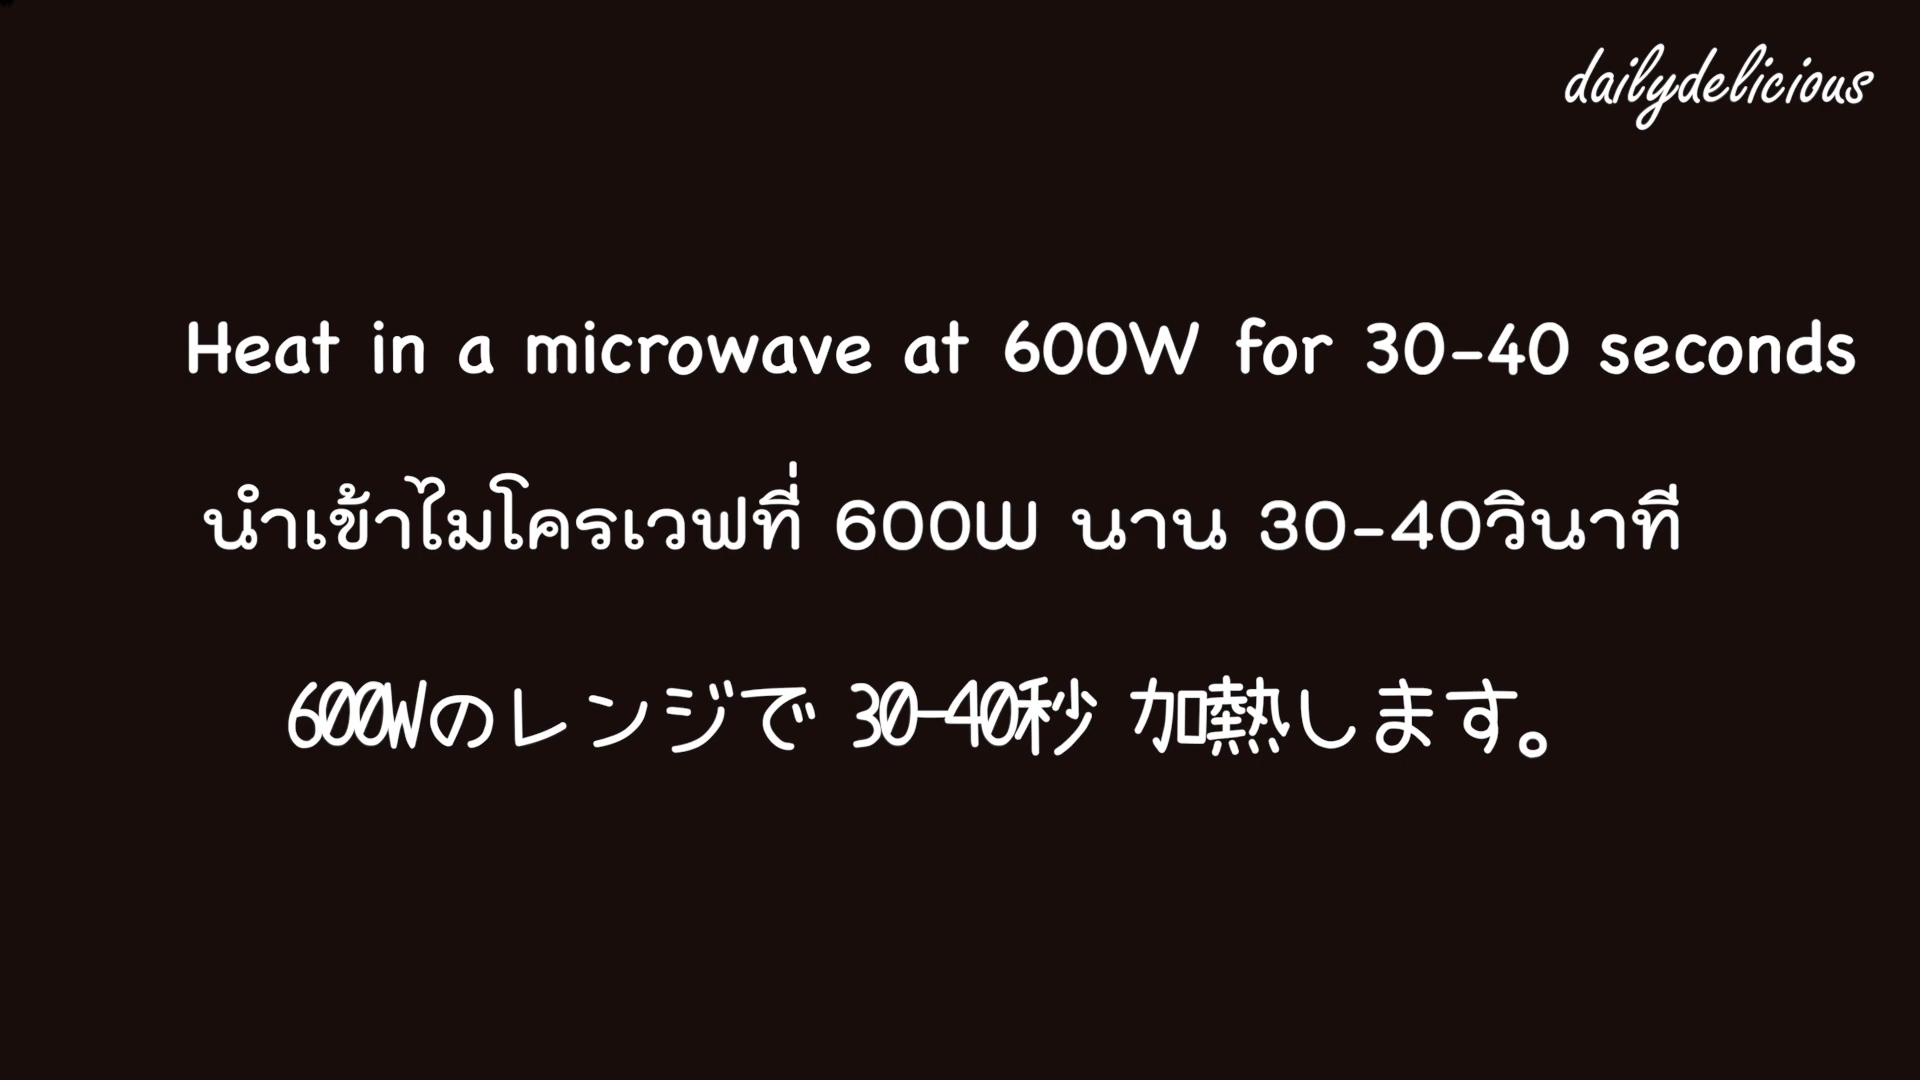 dailydelicious
Heat in a microwave at 600W for 30-40 seconds
นำเข้าไมโครเวฟที่ 600W นาน 30-40วินาที
600Wのレンジで 30-40秒 加熱します。